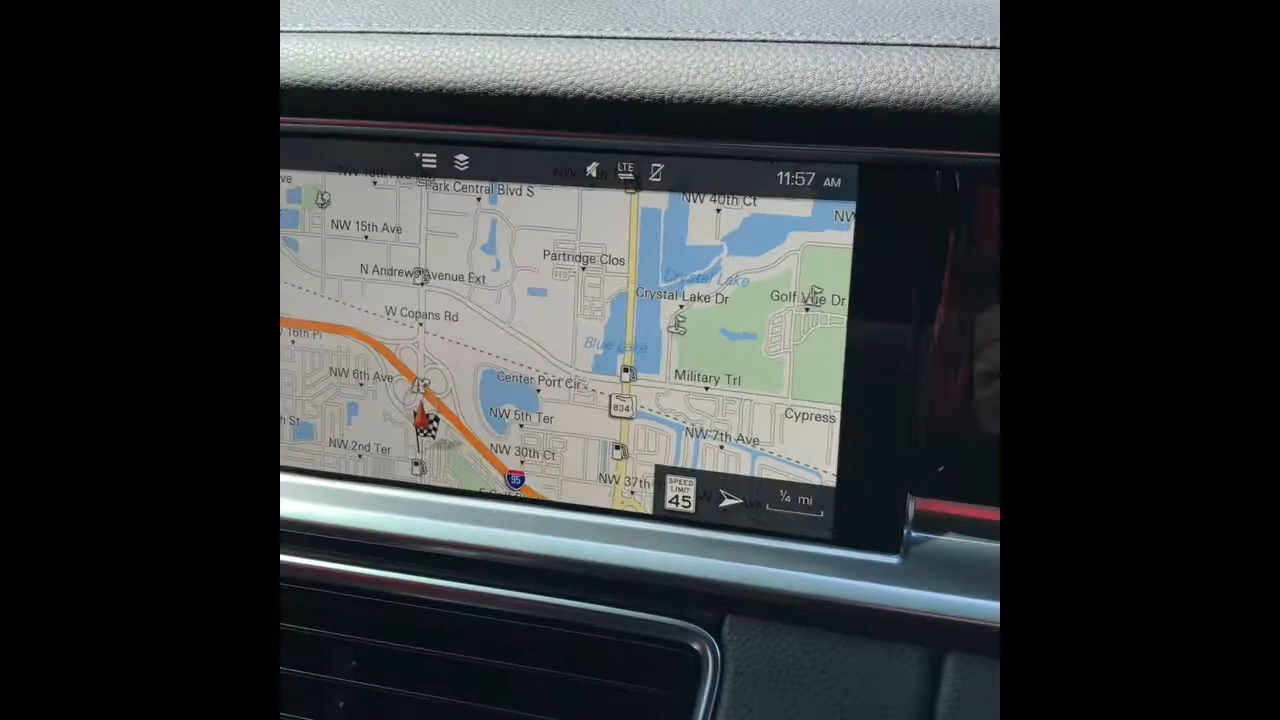 LTE
11:57 AM
Park Central Blvd S
NW 40th Ct
NW
NW 15th Ave
Partridge Clos
N Andrews Avenue Ext
Crystal Lake
Crystal Lake Dr
Golf Vue Dr
W Copans Rd
16th Pl
Blue Lake
NW 6th Ave
Center Port Cir
Military Trl
834
NW 5th Ter
Cypress
NW 7th Ave
NW 2nd Ter
NW 30th Ct
95
NW 37th
SPEED
LIMIT
45
¼ mi